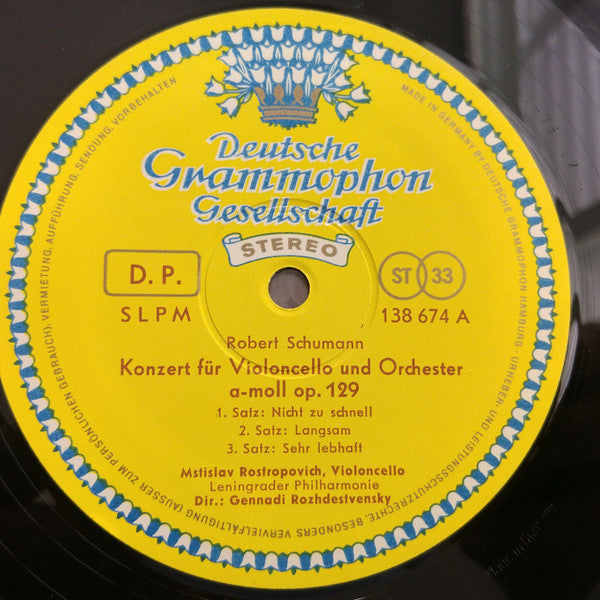 Deutsche
Grammophon
Gesellschaft
STEREO
D. P.
ST 33
SLPM
138 674 A
Robert Schumann
Konzert für Violoncello und Orchester
a-moll op. 129
1. Satz: Nicht zu schnell
2. Satz: Langsam
3. Satz: Sehr lebhaft
Mstislav Rostropovich, Violoncello
Leningrader Philharmonie
Dir.: Gennadi Rozhdestvensky
MADE IN GERMANY BY DEUTSCHE GRAMMOPHON HAMBURG. URHEBER- UND LEISTUNGSSCHUTZRECHTE, BESONDERS VERVIELFÄLTIGUNG (AUSSER ZUM PERSÖNLICHEN GEBRAUCH), VERMIETUNG, AUFFÜHRUNG, SENDUNG, VORBEHALTEN
Made in Germany